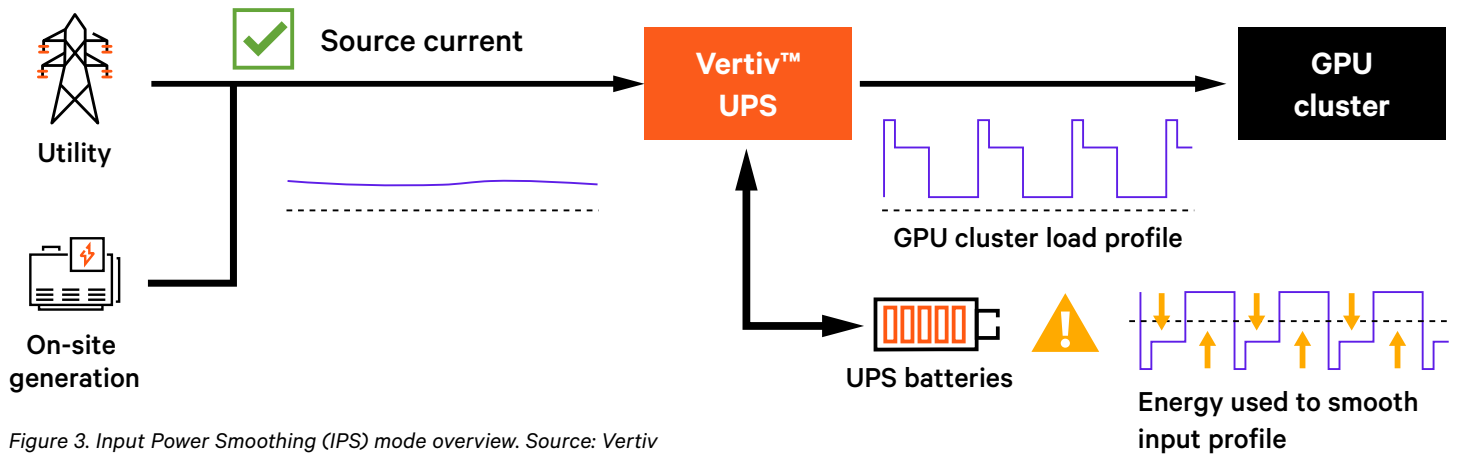 Source current
Vertiv™
UPS
GPU
cluster
Utility
GPU cluster load profile
On-site
generation
UPS batteries
Energy used to smooth
input profile
Figure 3. Input Power Smoothing (IPS) mode overview. Source: Vertiv